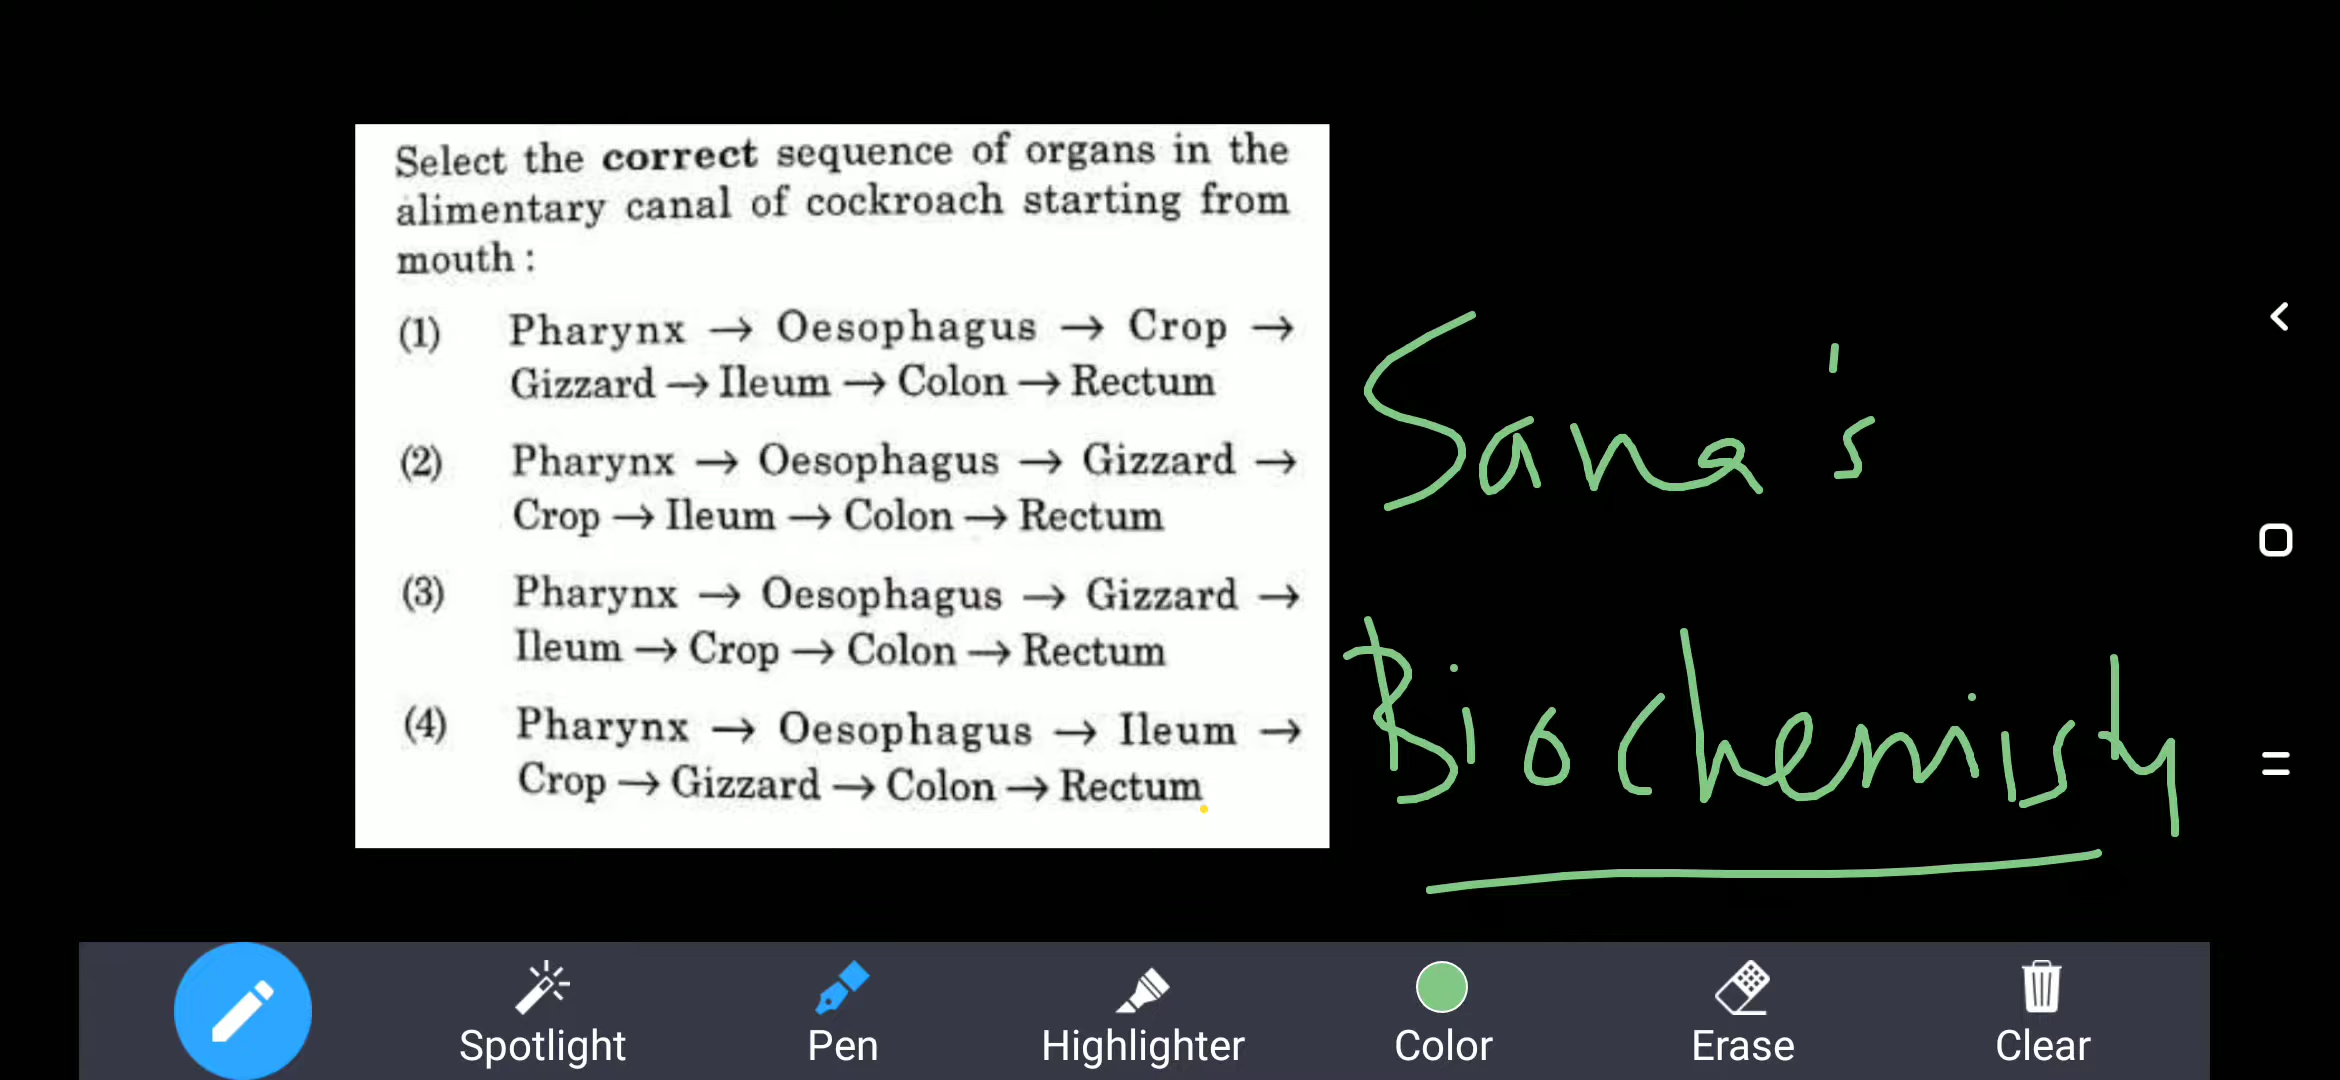 Select the correct sequence of organs in the
alimentary canal of cockroach starting from
mouth :
(1) Pharynx → Oesophagus → Crop →
Gizzard → Ileum → Colon → Rectum
(2) Pharynx → Oesophagus → Gizzard →
Crop → Ileum → Colon → Rectum
(3) Pharynx → Oesophagus → Gizzard →
Ileum → Crop → Colon → Rectum
(4) Pharynx → Oesophagus → Ileum →
Crop → Gizzard → Colon → Rectum
Sana's
Biochemisty
Spotlight Pen Highlighter Color Erase Clear